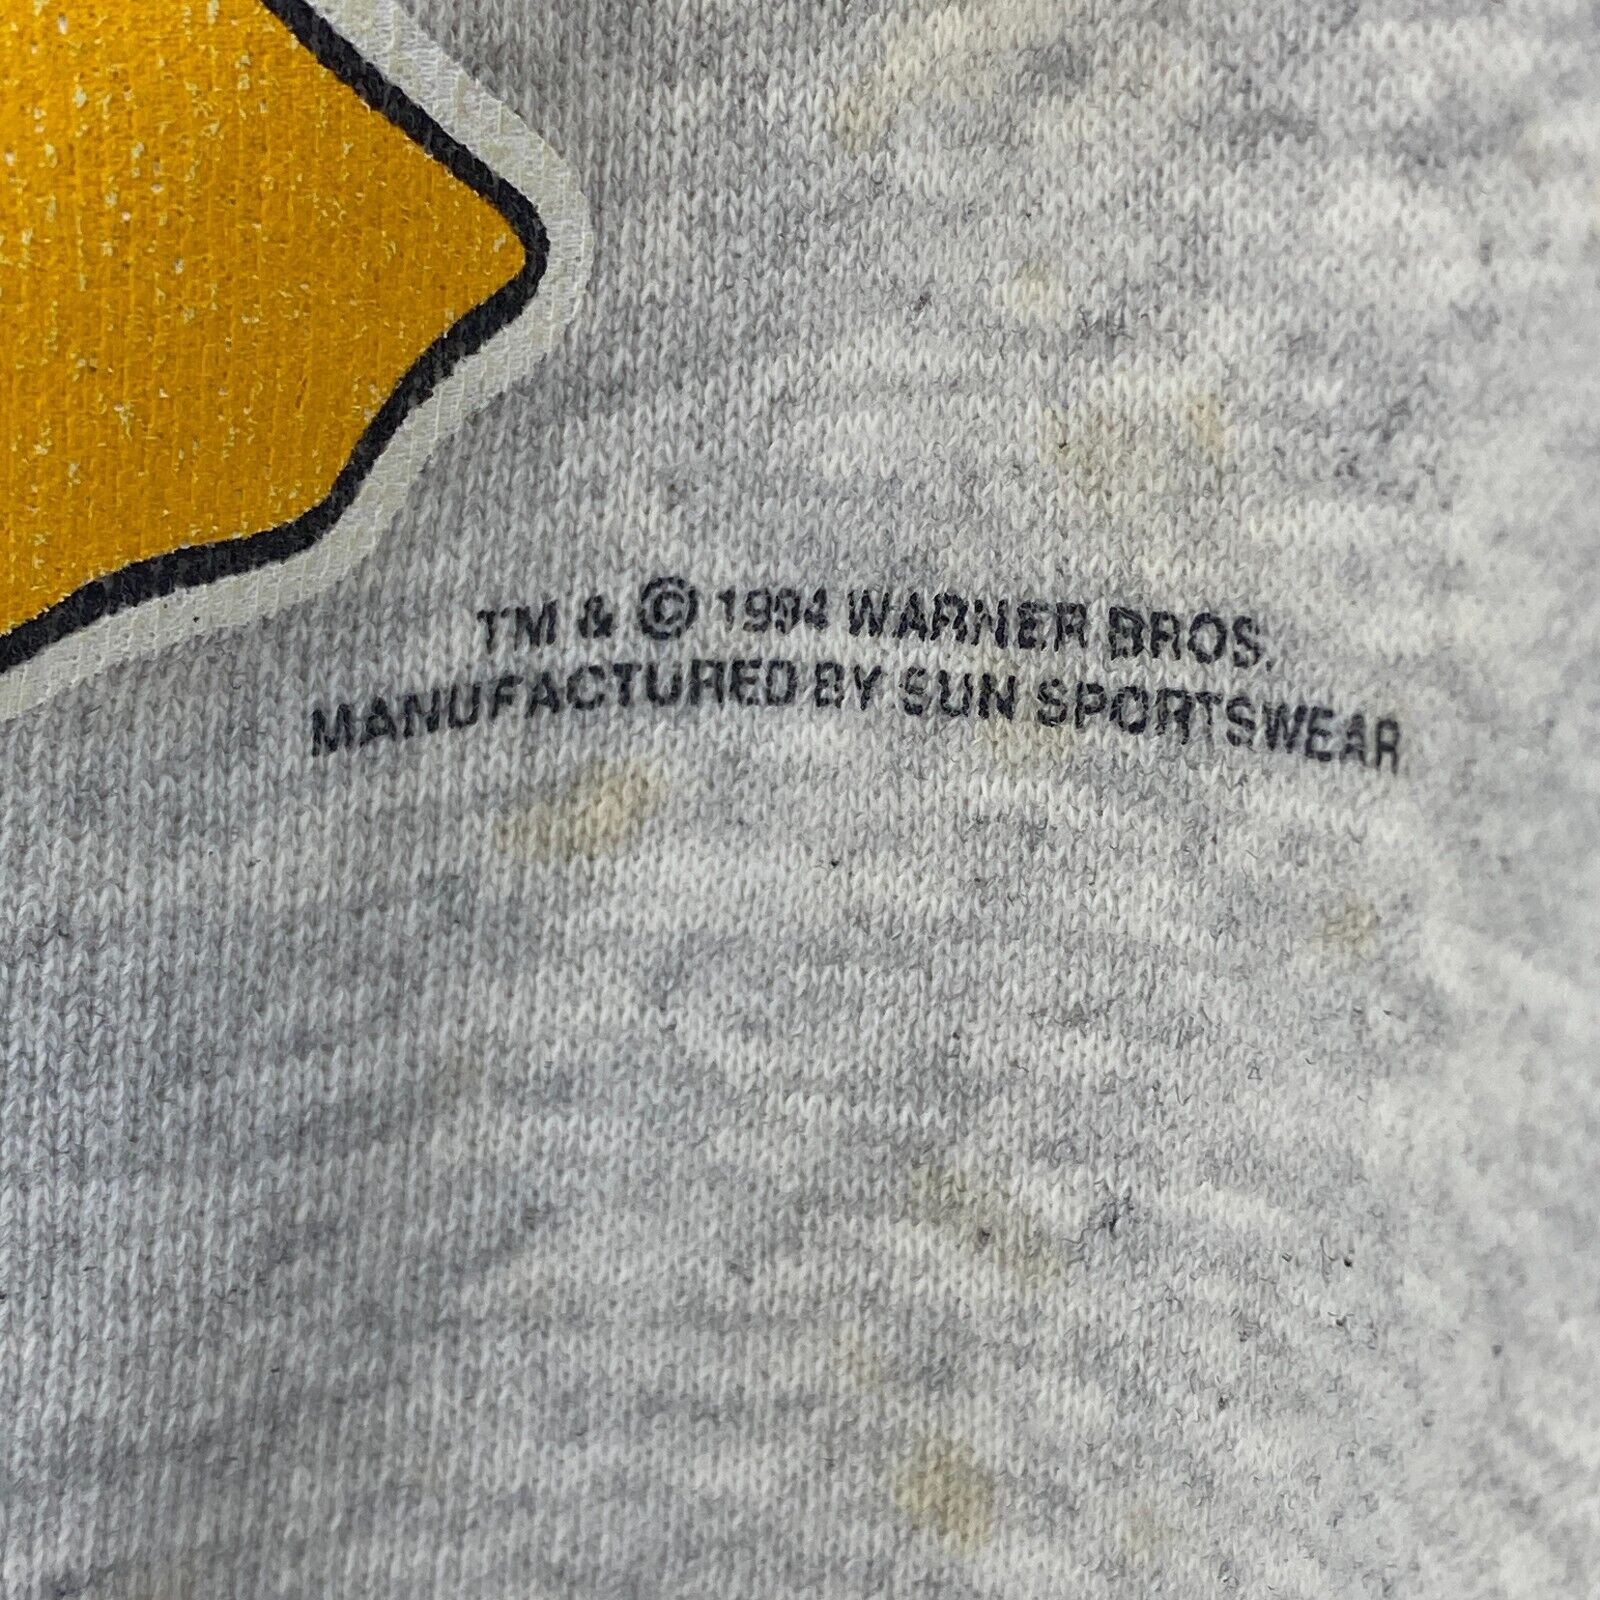 TM & © 1994 WARNER BROS.
MANUFACTURED BY SUN SPORTSWEAR